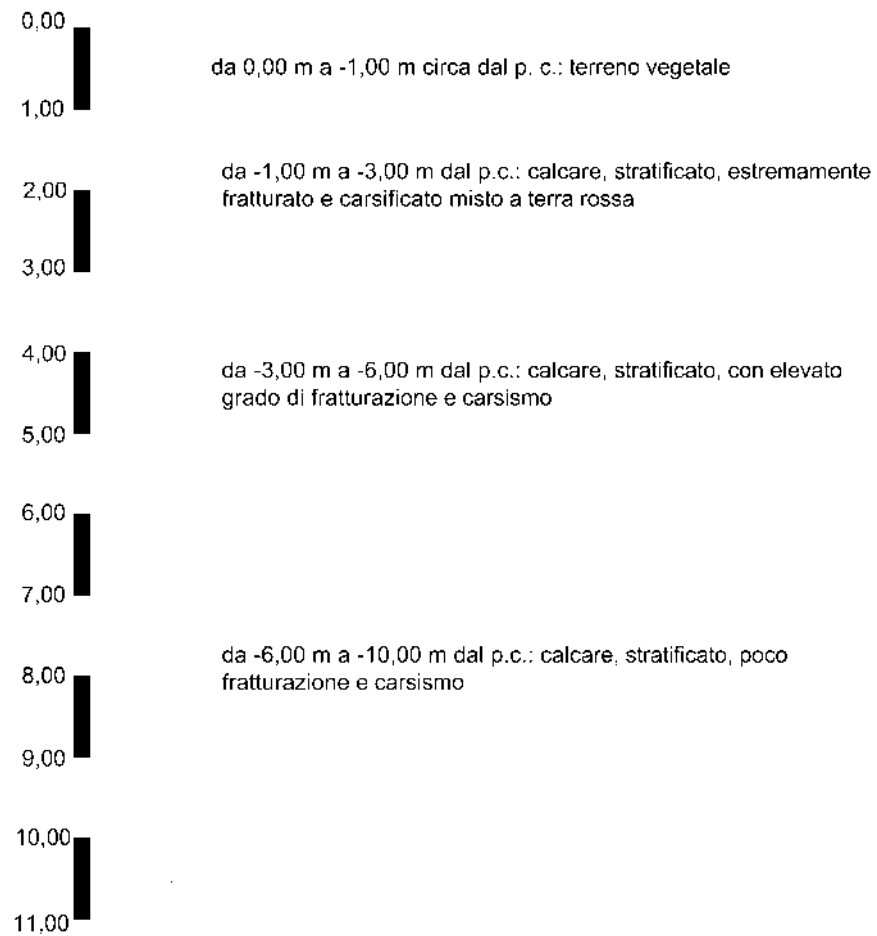 0,00
da 0,00 m a -1,00 m circa dal p. c.: terreno vegetale
1,00
da -1,00 m a -3,00 m dal p.c.: calcare, stratificato, estremamente
2,00
fratturato e carsificato misto a terra rossa
3,00
4,00
da -3,00 m a -6,00 m dal p.c.: calcare, stratificato, con elevato
grado di fratturazione e carsismo
5,00
6,00
7,00
da -6,00 m a -10,00 m dal p.c.: calcare, stratificato, poco
8,00
fratturazione e carsismo
9,00
10,00
11,00